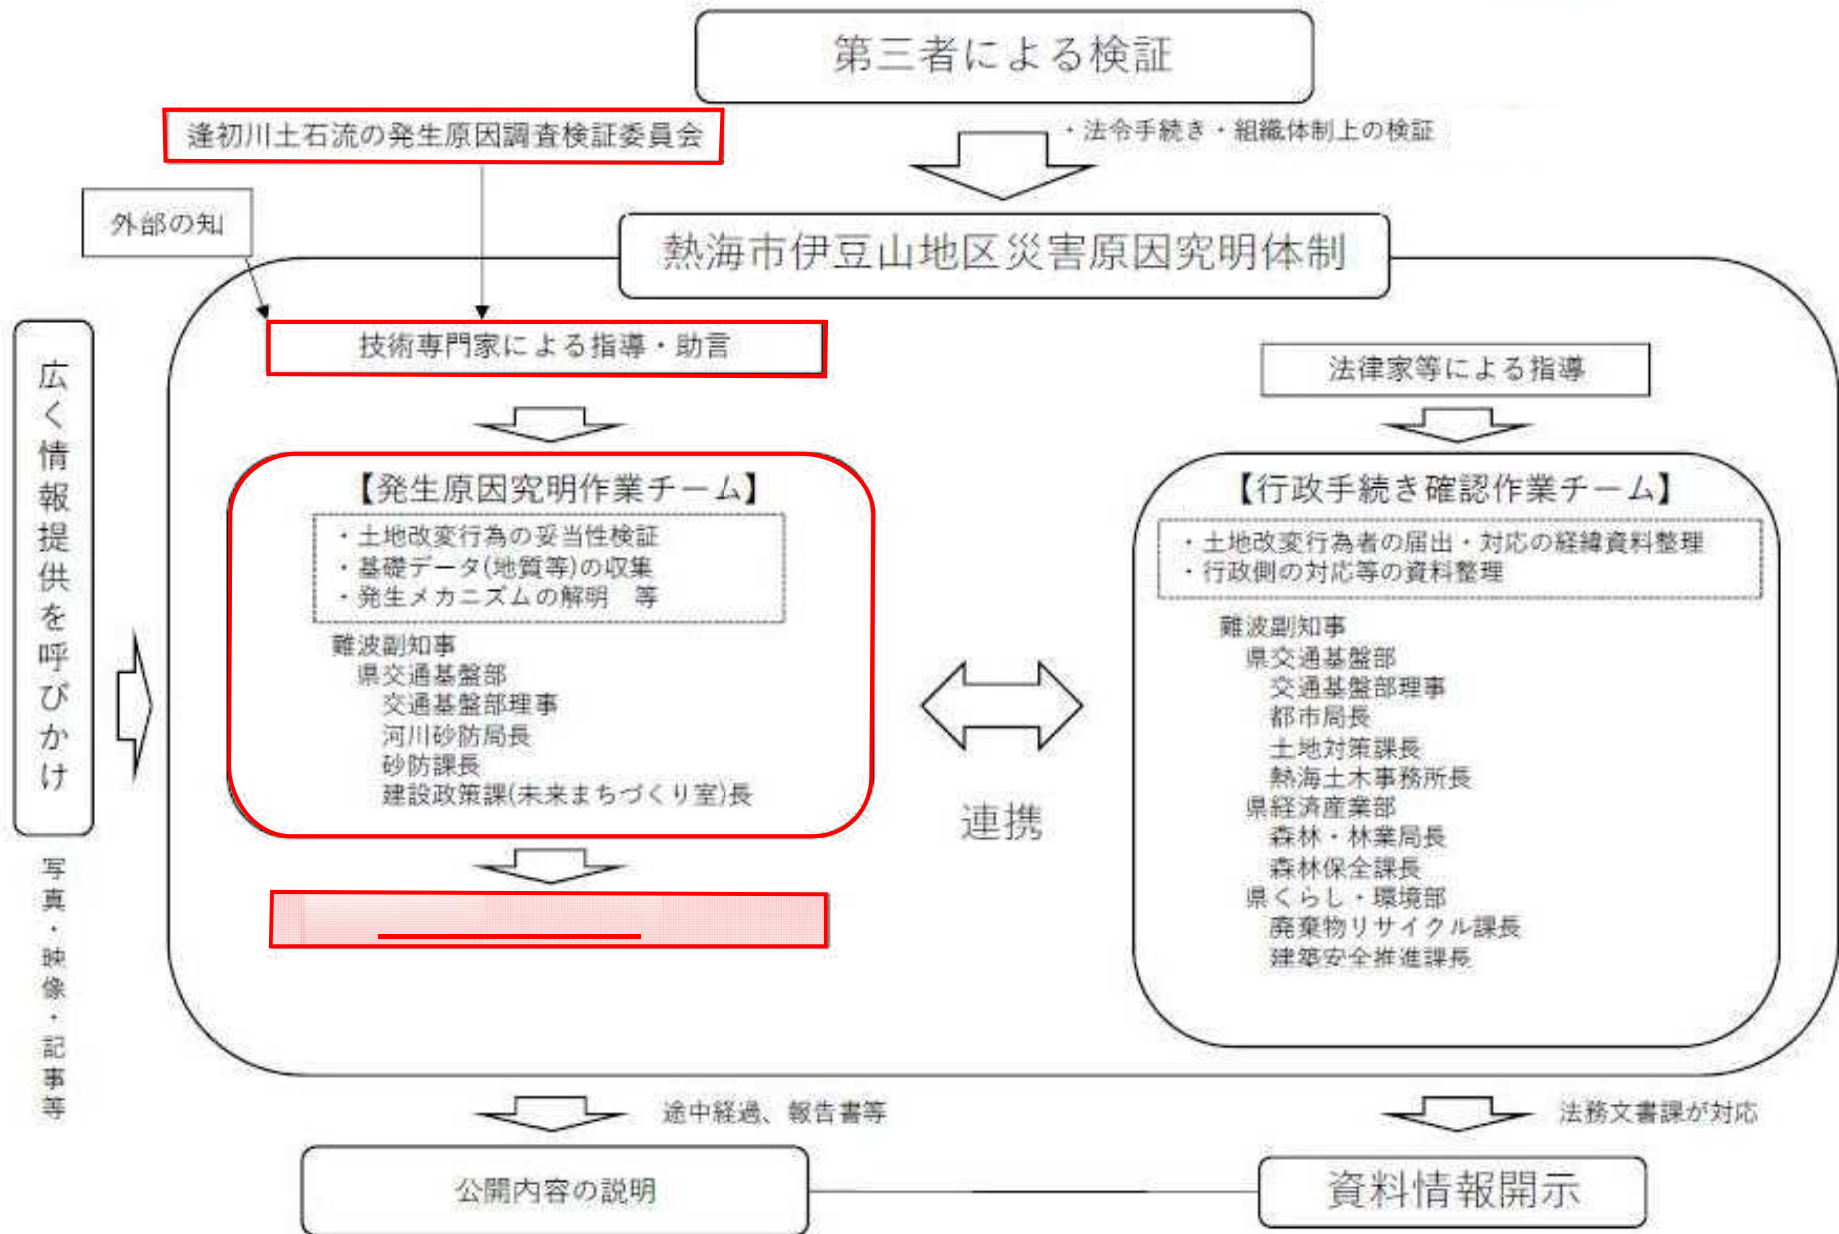 第三者による検証
・法令手続き・組織体制上の検証
逢初川土石流の発生原因調査検証委員会
外部の知
熱海市伊豆山地区災害原因究明体制
技術専門家による指導・助言
法律家等による指導
広く情報提供を呼びかけ
写真・映像・記事等
【発生原因究明作業チーム】
・土地改変行為の妥当性検証
・基礎データ(地質等)の収集
・発生メカニズムの解明 等
難波副知事
県交通基盤部
交通基盤部理事
河川砂防局長
砂防課長
建設政策課(未来まちづくり室)長
連携
【行政手続き確認作業チーム】
・土地改変行為者の届出・対応の経緯資料整理
・行政側の対応等の資料整理
難波副知事
県交通基盤部
交通基盤部理事
都市局長
土地対策課長
熱海土木事務所長
県経済産業部
森林・林業局長
森林保全課長
県くらし・環境部
廃棄物リサイクル課長
建築安全推進課長
途中経過、報告書等
法務文書課が対応
公開内容の説明
資料情報開示